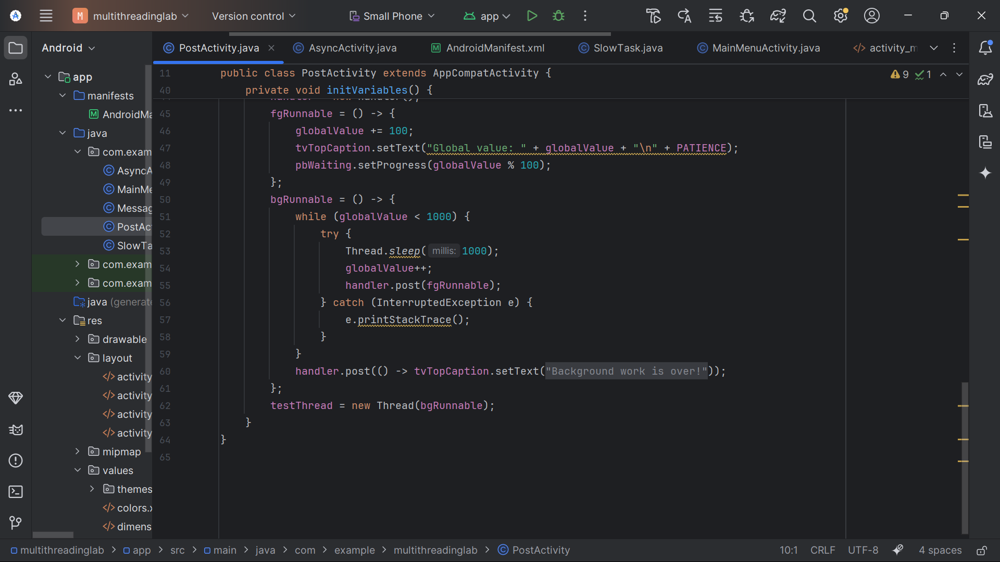 M multithreadinglab Version control Small Phone app
Android
PostActivity.java AsyncActivity.java AndroidManifest.xml SlowTask.java MainMenuActivity.java activity_m
app
manifests
AndroidMa
java
com.exam
AsyncA
MainMe
Messag
PostAc
SlowTa
com.exam
com.exam
java (generate
res
drawable
layout
activity
activity
activity
activity
mipmap
values
themes
colors.x
dimens
9 1
11 public class PostActivity extends AppCompatActivity {
40 private void initVariables() {
45 fgRunnable = () -> {
46 globalValue += 100;
47 tvTopCaption.setText("Global value: " + globalValue + "\n" + PATIENCE);
48 pbWaiting.setProgress(globalValue % 100);
49 };
50 bgRunnable = () -> {
51 while (globalValue < 1000) {
52 try {
53 Thread.sleep( millis: 1000);
54 globalValue++;
55 handler.post(fgRunnable);
56 } catch (InterruptedException e) {
57 e.printStackTrace();
58 }
59 }
60 handler.post(() -> tvTopCaption.setText("Background work is over!"));
61 };
62 testThread = new Thread(bgRunnable);
63 }
64 }
65
multithreadinglab > app > src > main > java > com > example > multithreadinglab > PostActivity 10:1 CRLF UTF-8 4 spaces